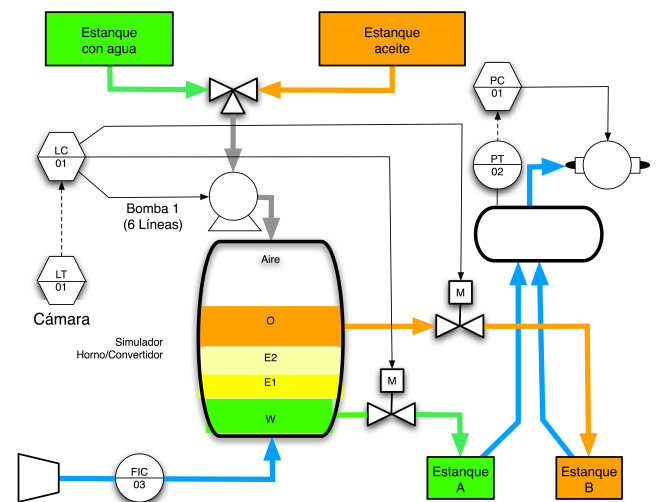 Estanque
con agua
Estanque
aceite
PC
01
LC
01
PT
02
Bomba 1
(6 Líneas)
Aire
LT
01
M
Cámara
O
Simulador
Horno/Convertidor
E2
E1
M
W
FIC
03
Estanque
A
Estanque
B